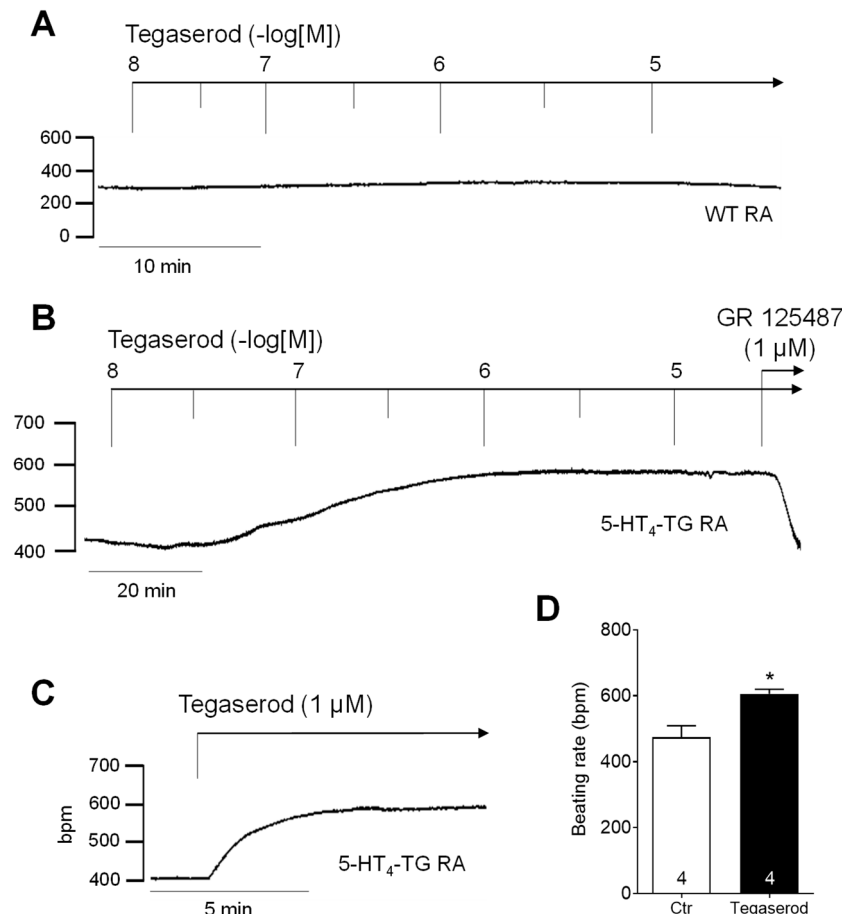 A
Tegaserod (-log[M])
8 7 6 5
600
400
200
0
WT RA
10 min
B
GR 125487
(1 µM)
Tegaserod (-log[M])
8 7 6 5
700
600
500
400
5-HT₄-TG RA
20 min
C
Tegaserod (1 µM)
700
600
500
400
bpm
5-HT₄-TG RA
5 min
D
800
600
400
200
0
Beating rate (bpm)
*
4 4
Ctr Tegaserod